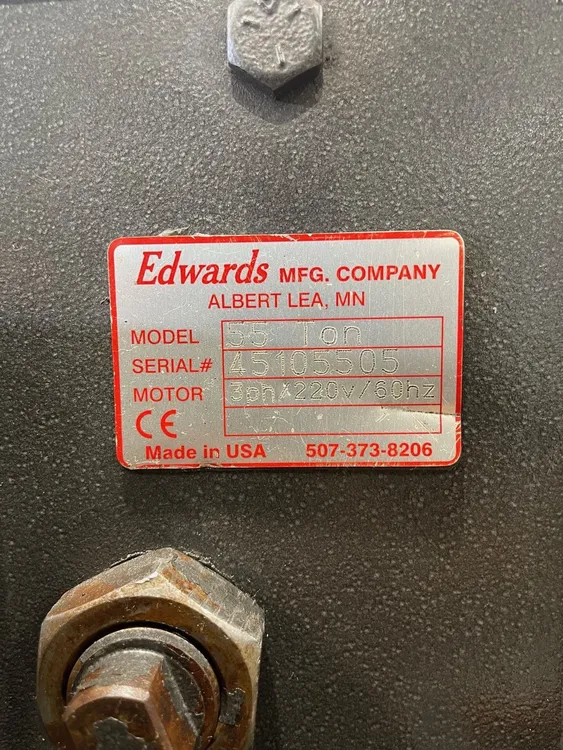 Edwards MFG. COMPANY
ALBERT LEA, MN
MODEL 55 Ton
SERIAL# 45105505
MOTOR 3ph/220v/60hz
CE
Made in USA 507-373-8206